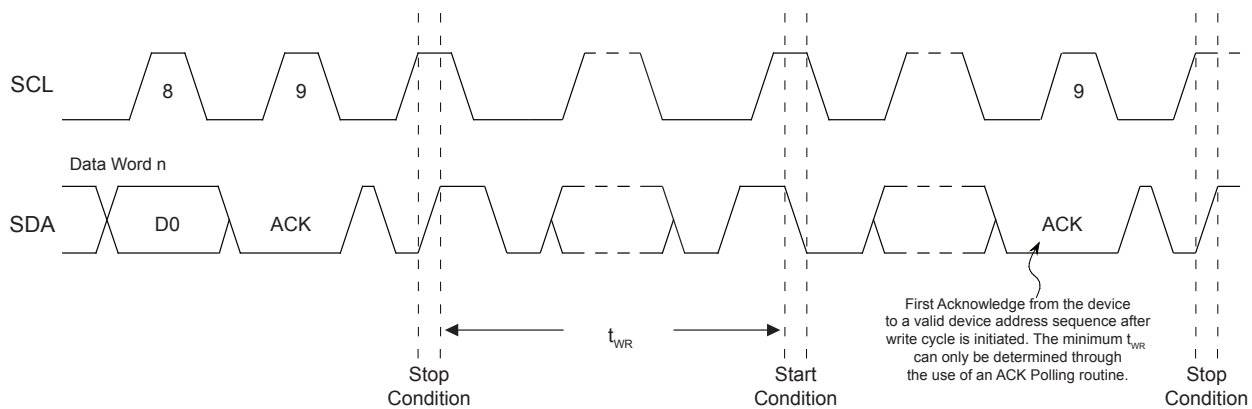 SCL
8
9
9
Data Word n
SDA
D0
ACK
ACK
First Acknowledge from the device
to a valid device address sequence after
write cycle is initiated. The minimum tWR
can only be determined through
the use of an ACK Polling routine.
tWR
Stop
Condition
Start
Condition
Stop
Condition